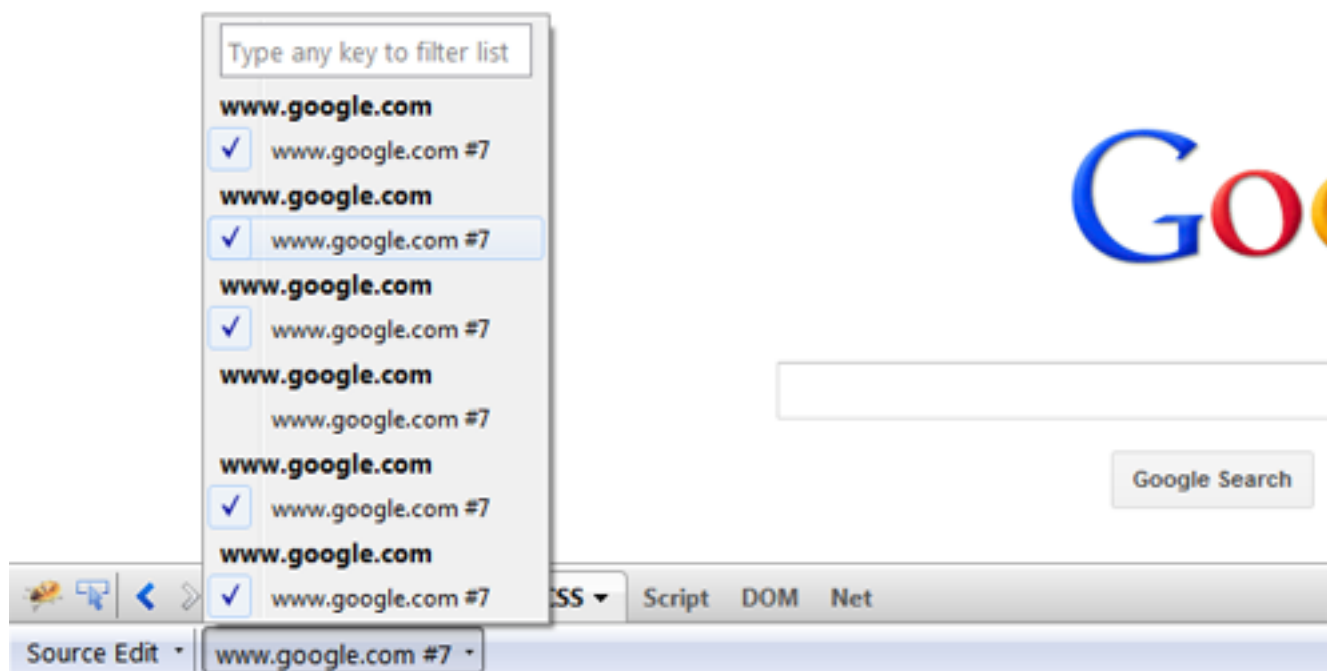 Type any key to filter list
www.google.com
www.google.com #7
www.google.com
www.google.com #7
www.google.com
www.google.com #7
www.google.com
www.google.com #7
www.google.com
www.google.com #7
www.google.com
www.google.com #7
Goo
Google Search
CSS Script DOM Net
Source Edit www.google.com #7